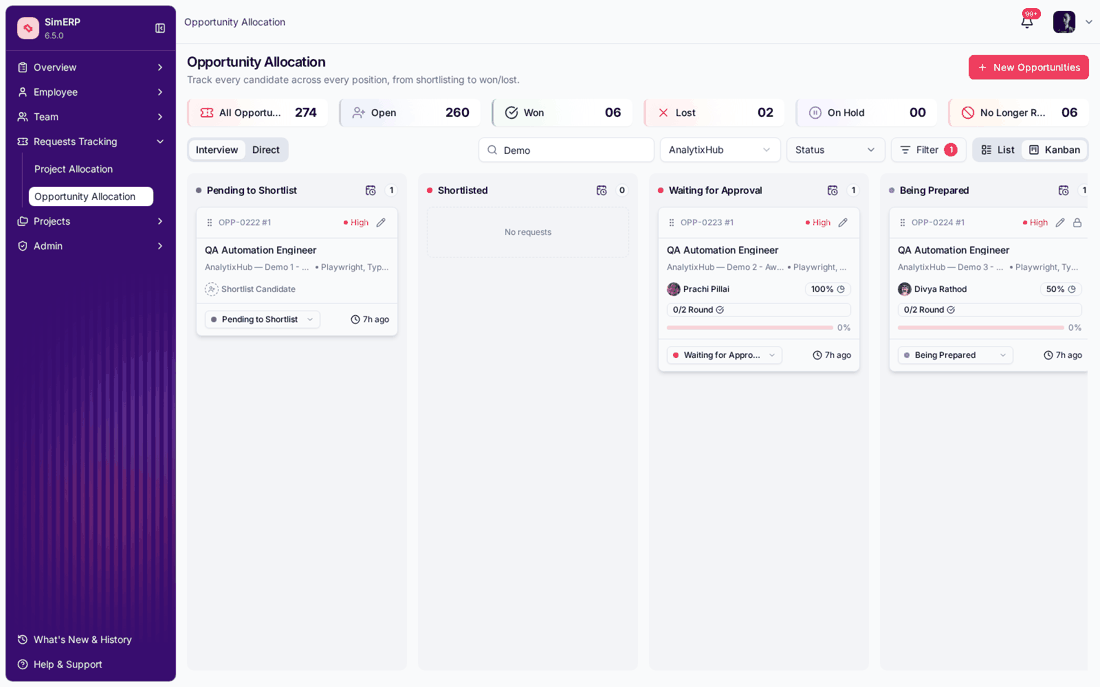 SimERP
6.5.0
Overview
Employee
Team
Requests Tracking
Project Allocation
Opportunity Allocation
Projects
Admin
What's New & History
Help & Support
Opportunity Allocation
99+
Opportunity Allocation
Track every candidate across every position, from shortlisting to won/lost.
+ New Opportunities
All Opportu... 274
Open 260
Won 06
Lost 02
On Hold 00
No Longer R... 06
Interview Direct
Demo
AnalytixHub
Status
Filter 1
List Kanban
Pending to Shortlist 1
OPP-0222 #1 High
QA Automation Engineer
AnalytixHub — Demo 1 - ... • Playwright, Typ...
Shortlist Candidate
Pending to Shortlist 7h ago
Shortlisted 0
No requests
Waiting for Approval 1
OPP-0223 #1 High
QA Automation Engineer
AnalytixHub — Demo 2 - Aw... • Playwright, ...
Prachi Pillai 100%
0/2 Round
0%
Waiting for Appro... 7h ago
Being Prepared 1
OPP-0224 #1 High
QA Automation Engineer
AnalytixHub — Demo 3 - ... • Playwright, Ty...
Divya Rathod 50%
0/2 Round
0%
Being Prepared 7h ago